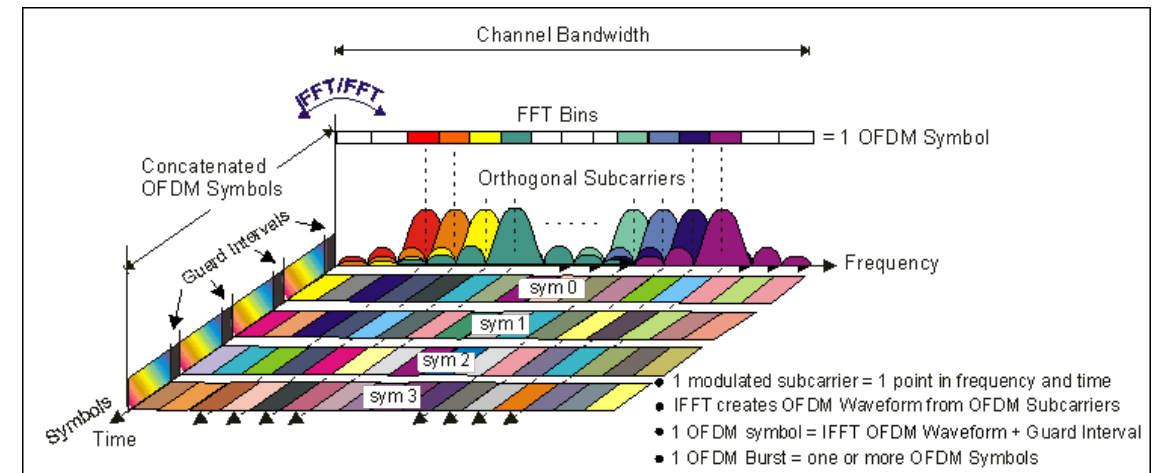 Channel Bandwidth
IFFT/FFT
FFT Bins
= 1 OFDM Symbol
Concatenated
OFDM Symbols
Orthogonal Subcarriers
Guard Intervals
Frequency
sym 0
sym 1
sym 2
sym 3
Symbols
Time
• 1 modulated subcarrier = 1 point in frequency and time
• IFFT creates OFDM Waveform from OFDM Subcarriers
• 1 OFDM symbol = IFFT OFDM Waveform + Guard Interval
• 1 OFDM Burst = one or more OFDM Symbols